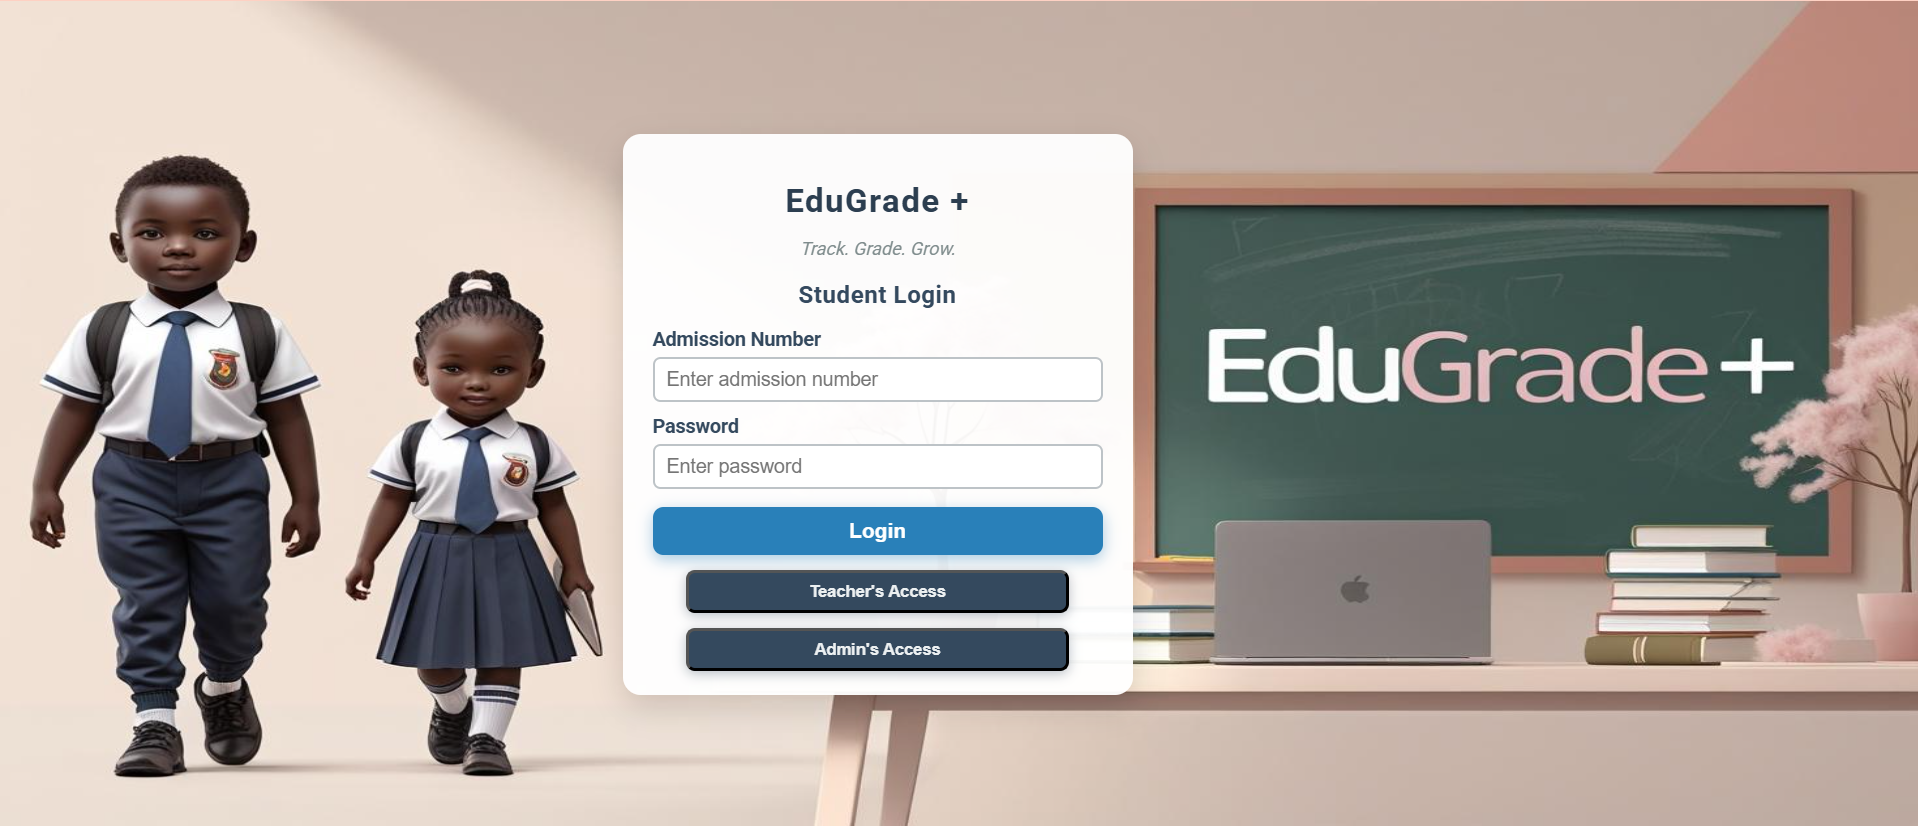 EduGrade +
Track. Grade. Grow.
Student Login
Admission Number
Enter admission number
Password
Enter password
Login
Teacher's Access
Admin's Access
EduGrade+